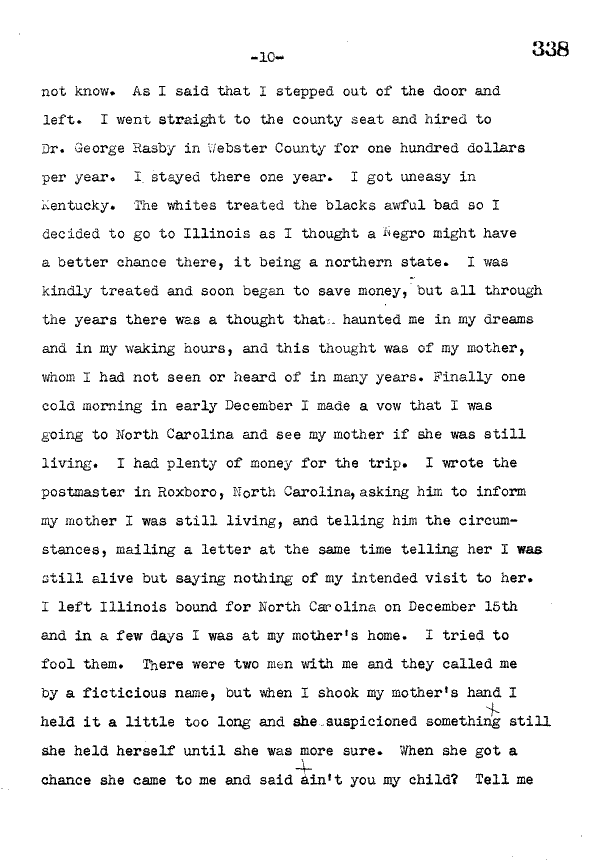 338
-10-
not know. As I said that I stepped out of the door and
left. I went straight to the county seat and hired to
Dr. George Rasby in Webster County for one hundred dollars
per year. I stayed there one year. I got uneasy in
Kentucky. The whites treated the blacks awful bad so I
decided to go to Illinois as I thought a Negro might have
a better chance there, it being a northern state. I was
kindly treated and soon began to save money, but all through
the years there was a thought that haunted me in my dreams
and in my waking hours, and this thought was of my mother,
whom I had not seen or heard of in many years. Finally one
cold morning in early December I made a vow that I was
going to North Carolina and see my mother if she was still
living. I had plenty of money for the trip. I wrote the
postmaster in Roxboro, North Carolina, asking him to inform
my mother I was still living, and telling him the circum-
stances, mailing a letter at the same time telling her I was
still alive but saying nothing of my intended visit to her.
I left Illinois bound for North Carolina on December 15th
and in a few days I was at my mother's home. I tried to
fool them. There were two men with me and they called me
by a ficticious name, but when I shook my mother's hand I
held it a little too long and she suspicioned something still
she held herself until she was more sure. When she got a
chance she came to me and said ain't you my child? Tell me